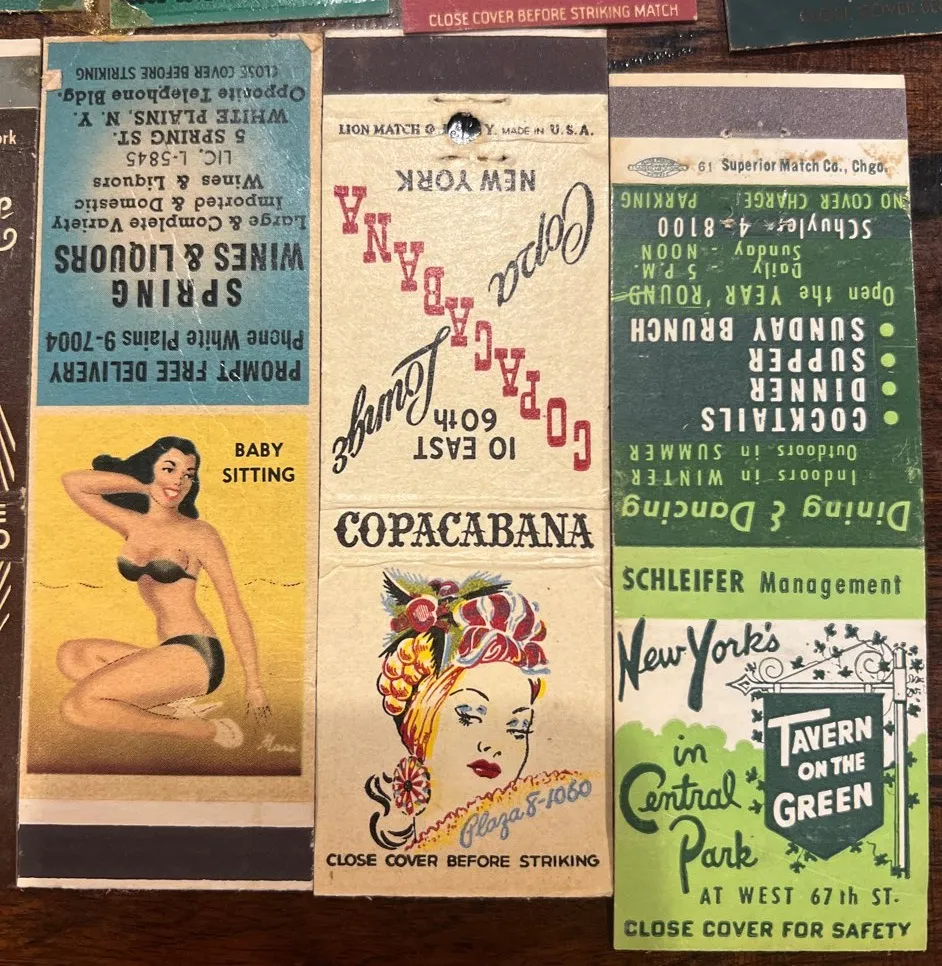 CLOSE COVER BEFORE STRIKING MATCH
ork
CLOSE COVER BEFORE STRIKING
Opposite Telephone Bldg.
WHITE PLAINS, N. Y.
5 SPRING ST.
LIC. L-5845
Wines & Liquors
Imported & Domestic
Large & Complete Variety
WINES & LIQUORS
SPRING
Phone White Plains 9-7004
PROMPT FREE DELIVERY
BABY
SITTING
LION MATCH Y. MADE IN U.S.A.
NEW YORK
Copa
COPACABANA
Lounge
10 EAST
60th
COPACABANA
Plaza 8-1060
CLOSE COVER BEFORE STRIKING
61 Superior Match Co., Chgo.
NO COVER CHARGE PARKING
SChuyler 4-8100
Sunday - NOON
Daily - 5 P.M.
Open the YEAR 'ROUND
• SUNDAY BRUNCH
• SUPPER
• DINNER
• COCKTAILS
Outdoors in SUMMER
Indoors in WINTER
Dining & Dancing
SCHLEIFER Management
New York's
TAVERN
ON THE
GREEN
in
Central
Park
AT WEST 67th ST.
CLOSE COVER FOR SAFETY